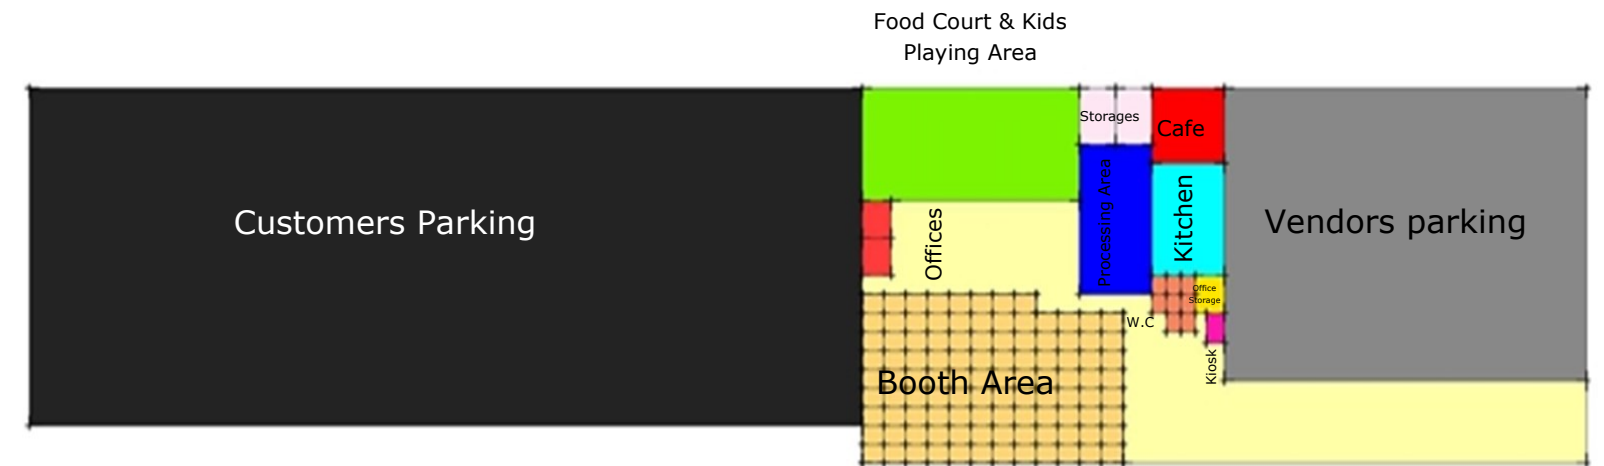 Food Court & Kids
Playing Area
Storages
Cafe
Customers Parking
Offices
Processing Area
Kitchen
Vendors parking
Office
Storage
W.C
Kiosk
Booth Area